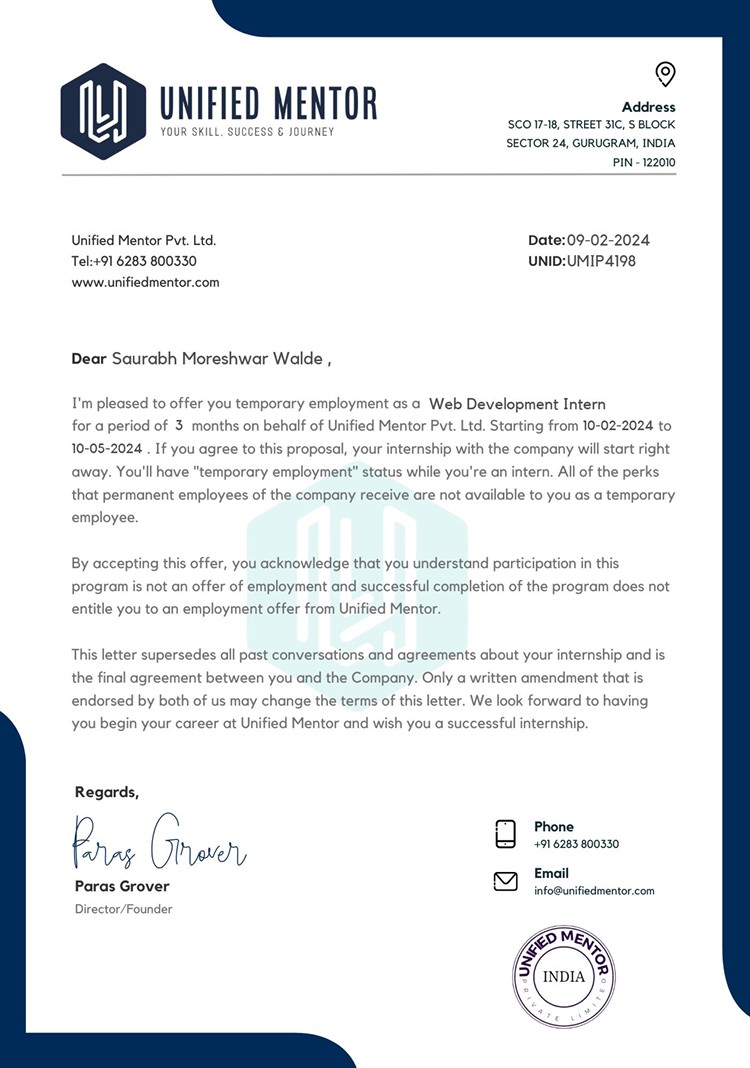 UNIFIED MENTOR
YOUR SKILL, SUCCESS & JOURNEY
Address
SCO 17-18, STREET 31C, S BLOCK
SECTOR 24, GURUGRAM, INDIA
PIN - 122010
Unified Mentor Pvt. Ltd.
Tel:+91 6283 800330
www.unifiedmentor.com
Date:09-02-2024
UNID:UMIP4198
Dear Saurabh Moreshwar Walde ,
I'm pleased to offer you temporary employment as a Web Development Intern
for a period of 3 months on behalf of Unified Mentor Pvt. Ltd. Starting from 10-02-2024 to
10-05-2024 . If you agree to this proposal, your internship with the company will start right
away. You'll have "temporary employment" status while you're an intern. All of the perks
that permanent employees of the company receive are not available to you as a temporary
employee.
By accepting this offer, you acknowledge that you understand participation in this
program is not an offer of employment and successful completion of the program does not
entitle you to an employment offer from Unified Mentor.
This letter supersedes all past conversations and agreements about your internship and is
the final agreement between you and the Company. Only a written amendment that is
endorsed by both of us may change the terms of this letter. We look forward to having
you begin your career at Unified Mentor and wish you a successful internship.
Regards,
Paras Grover
Paras Grover
Director/Founder
Phone
+91 6283 800330
Email
info@unifiedmentor.com
UNIFIED MENTOR
INDIA
PRIVATE LIMITED